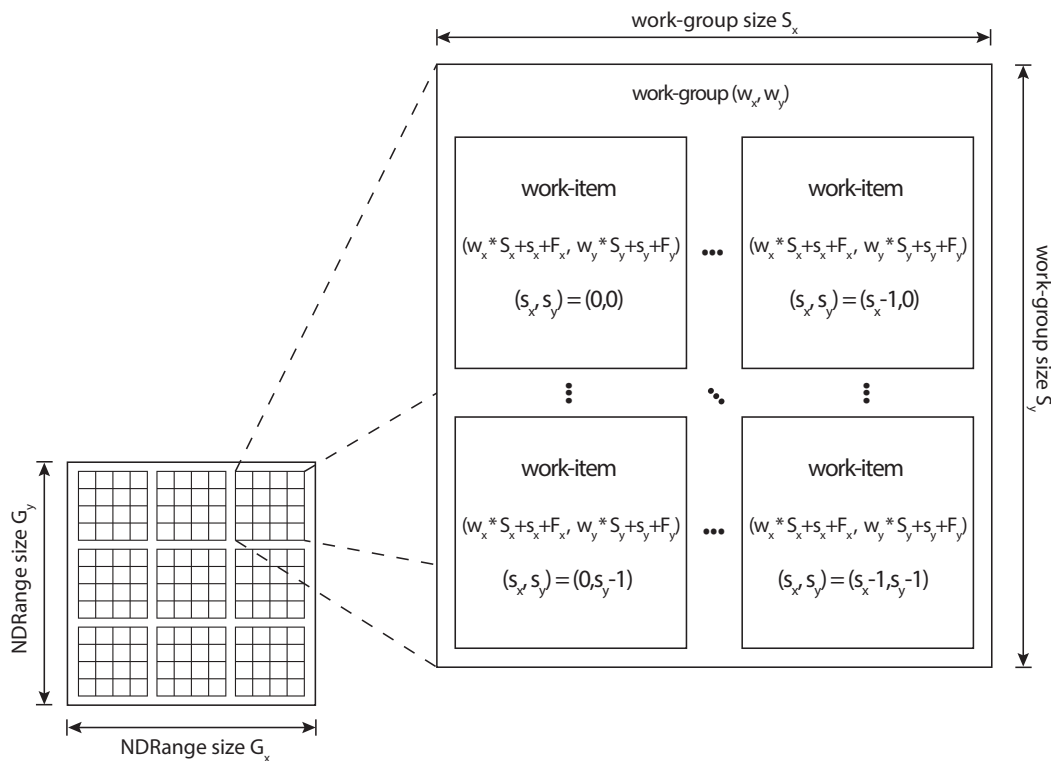 work-group size S_x
work-group (w_x, w_y)
work-item
(w_x * S_x+s_x+F_x, w_y * S_y+s_y+F_y)
(s_x, s_y) = (0,0)
work-item
(w_x * S_x+s_x+F_x, w_y * S_y+s_y+F_y)
(s_x, s_y) = (s_x-1,0)
work-item
(w_x * S_x+s_x+F_x, w_y * S_y+s_y+F_y)
(s_x, s_y) = (0,s_y-1)
work-item
(w_x * S_x+s_x+F_x, w_y * S_y+s_y+F_y)
(s_x, s_y) = (s_x-1,s_y-1)
work-group size S_y
NDRange size G_y
NDRange size G_x